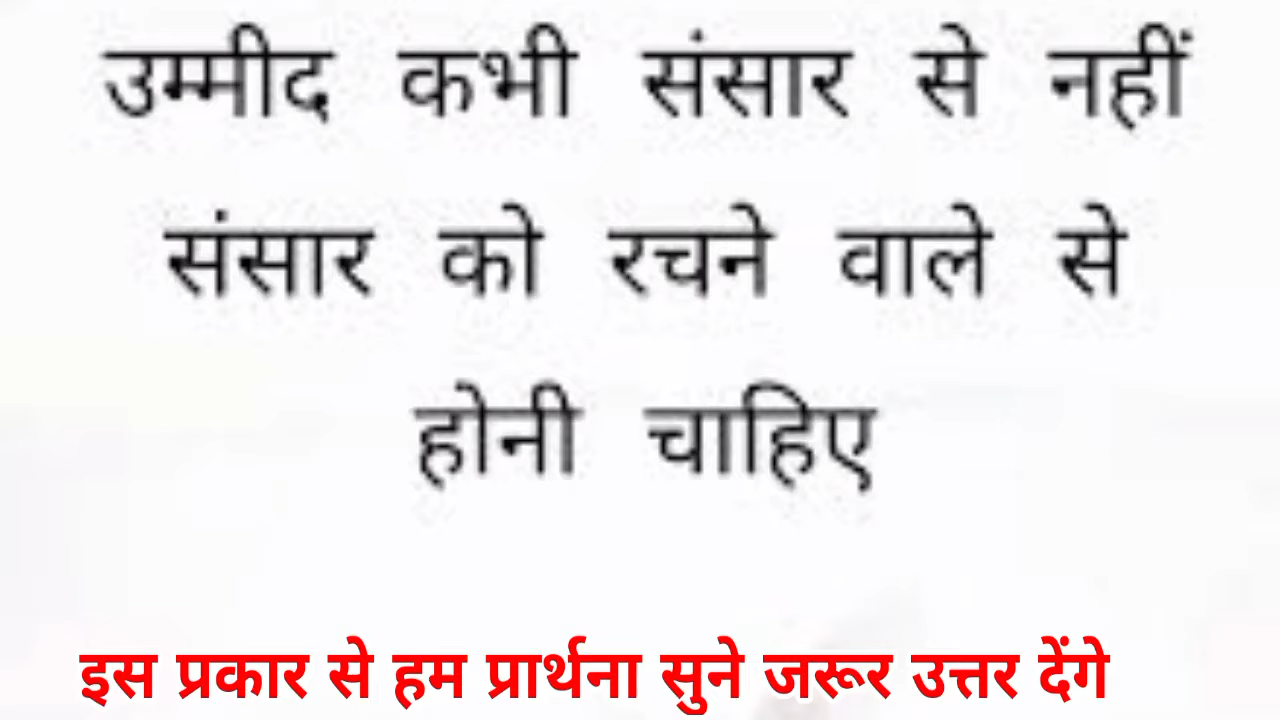 उम्मीद कभी संसार से नहीं
संसार को रचने वाले से
होनी चाहिए
इस प्रकार से हम प्रार्थना सुने जरूर उत्तर देंगे